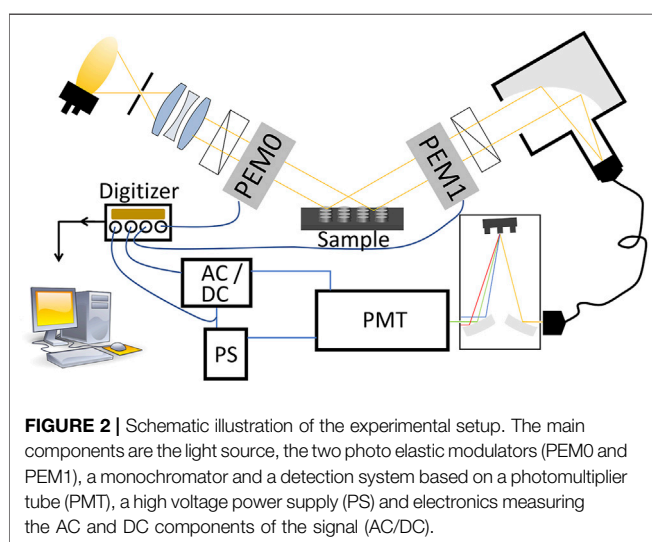 PEM0
PEM1
Digitizer
Sample
AC /
DC
PMT
PS
FIGURE 2 | Schematic illustration of the experimental setup. The main
components are the light source, the two photo elastic modulators (PEM0 and
PEM1), a monochromator and a detection system based on a photomultiplier
tube (PMT), a high voltage power supply (PS) and electronics measuring
the AC and DC components of the signal (AC/DC).